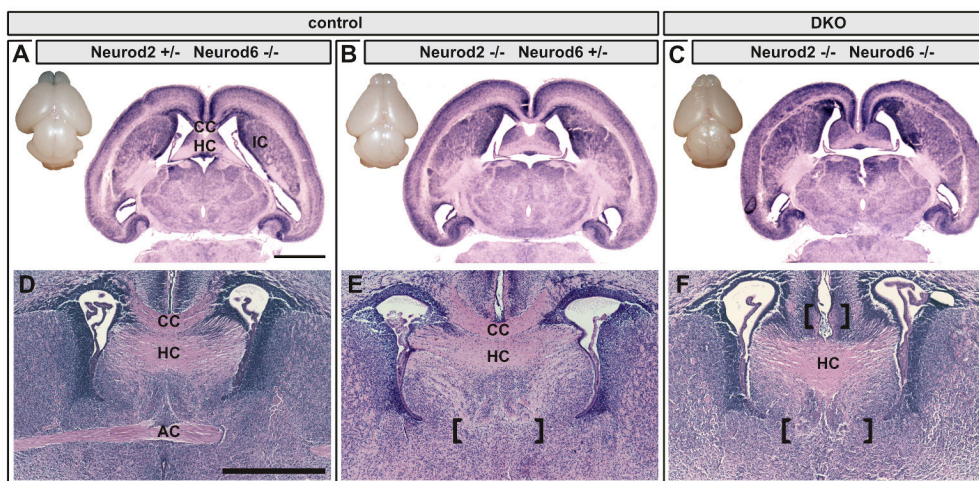 control
DKO
A Neurod2 +/- Neurod6 -/-
B Neurod2 -/- Neurod6 +/-
C Neurod2 -/- Neurod6 -/-
CC
HC
IC
D
CC
HC
AC
E
CC
HC
[ ]
F
[ ]
HC
[ ]